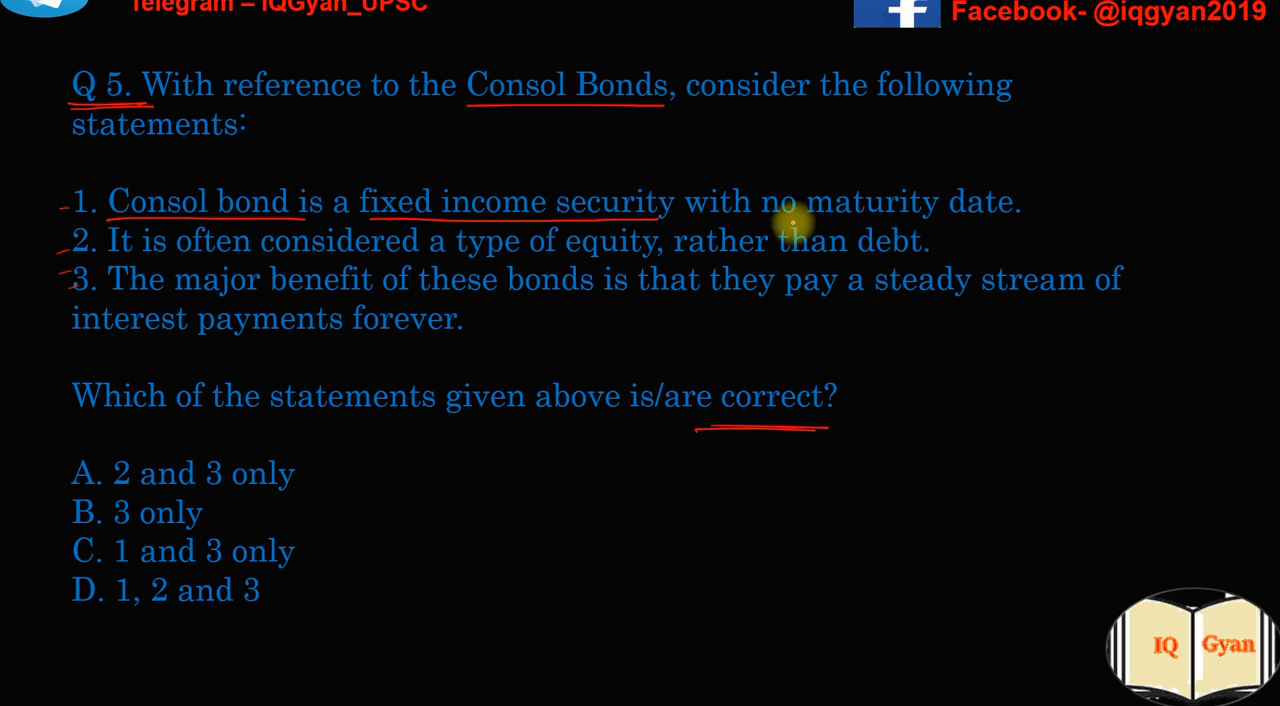 Telegram – IQGyan_UPSC
Facebook- @iqgyan2019
Q 5. With reference to the Consol Bonds, consider the following
statements:
1. Consol bond is a fixed income security with no maturity date.
2. It is often considered a type of equity, rather than debt.
3. The major benefit of these bonds is that they pay a steady stream of
interest payments forever.
Which of the statements given above is/are correct?
A. 2 and 3 only
B. 3 only
C. 1 and 3 only
D. 1, 2 and 3
IQ Gyan